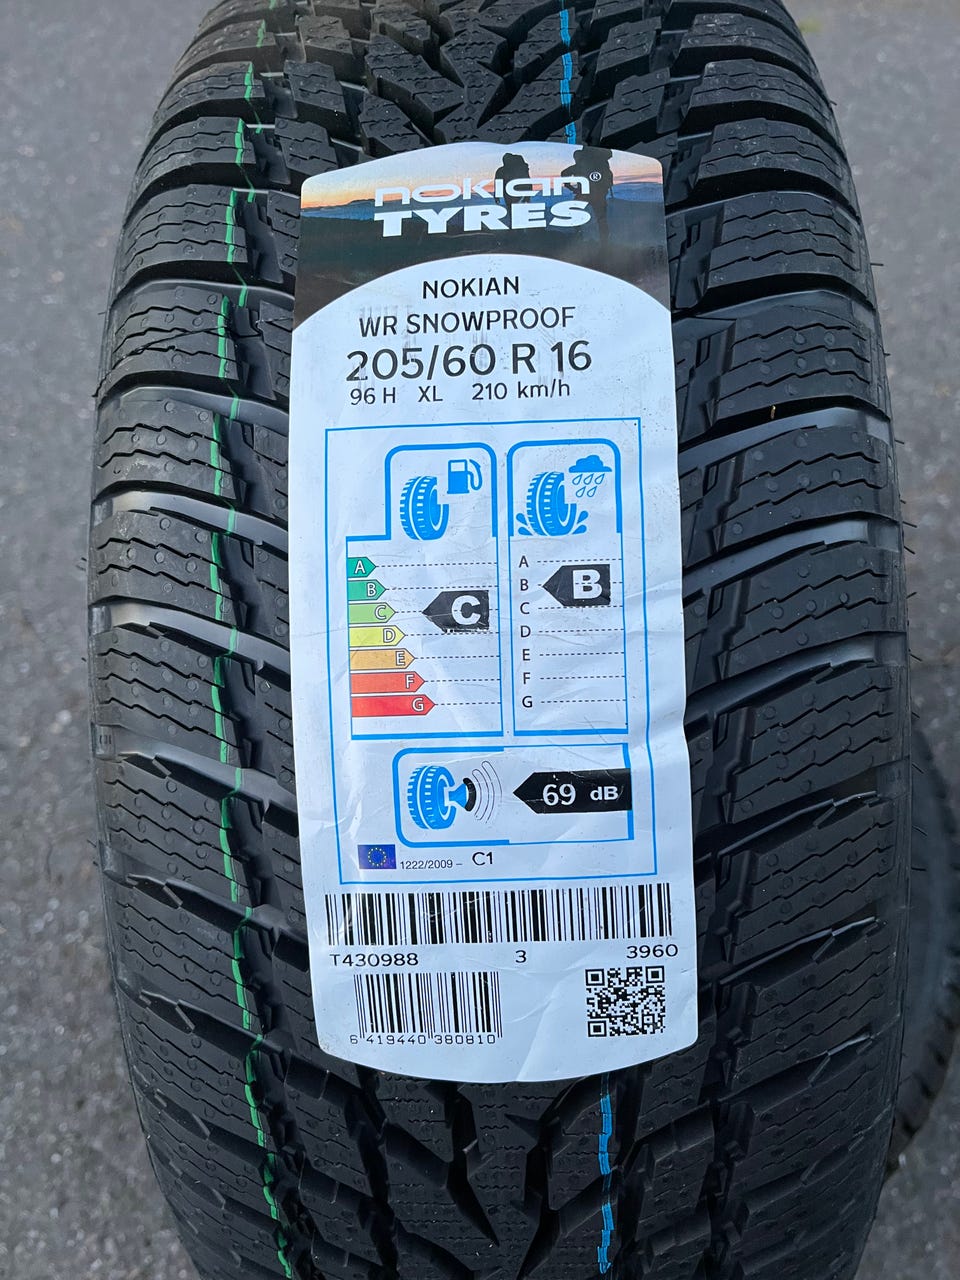 nokian®
TYRES
NOKIAN
WR SNOWPROOF
205/60 R 16
96 H XL 210 km/h
A
B
C
D
E
F
G
C
A
B
C
D
E
F
G
B
69 dB
1222/2009 - C1
T430988 3 3960
6 419440 380810